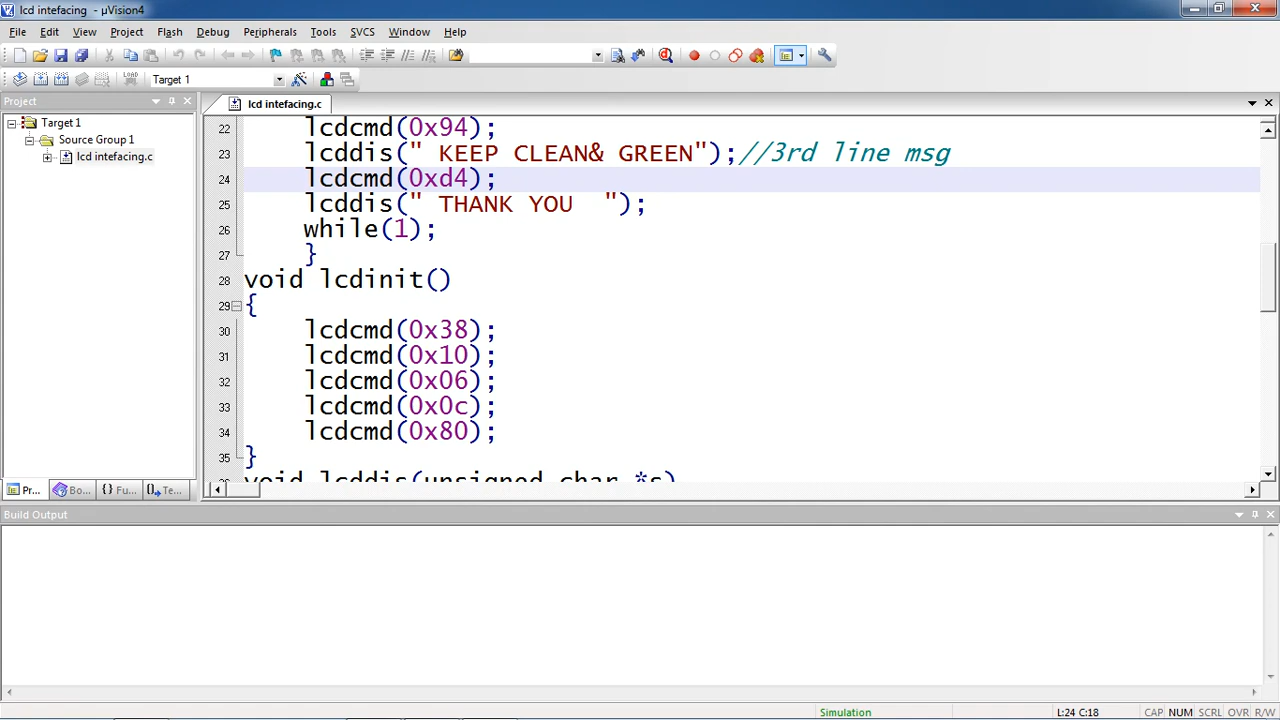 lcd intefacing - µVision4
File Edit View Project Flash Debug Peripherals Tools SVCS Window Help
LOAD Target 1
Project
lcd intefacing.c
Target 1
Source Group 1
lcd intefacing.c
22 lcdcmd(0x94);
23 lcddis(" KEEP CLEAN& GREEN");//3rd line msg
24 lcdcmd(0xd4);
25 lcddis(" THANK YOU  ");
26 while(1);
27 }
28 void lcdinit()
29 {
30 lcdcmd(0x38);
31 lcdcmd(0x10);
32 lcdcmd(0x06);
33 lcdcmd(0x0c);
34 lcdcmd(0x80);
35 }
void lcddis(unsigned char *s)
Pr... Bo... {} Fu... Te...
Build Output
Simulation L:24 C:18 CAP NUM SCRL OVR R/W